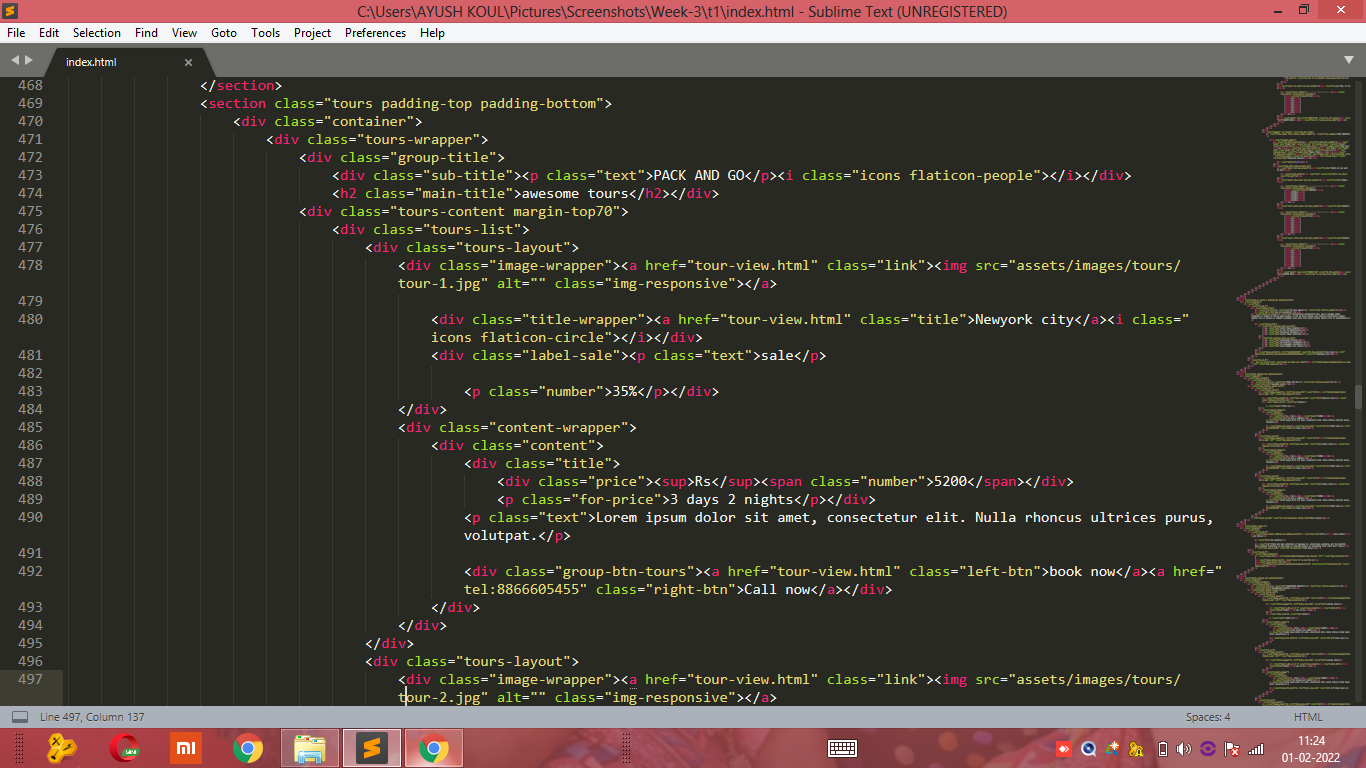 C:\Users\AYUSH KOUL\Pictures\Screenshots\Week-3\t1\index.html - Sublime Text (UNREGISTERED)
File Edit Selection Find View Goto Tools Project Preferences Help
index.html
468 </section>
469 <section class="tours padding-top padding-bottom">
470 <div class="container">
471 <div class="tours-wrapper">
472 <div class="group-title">
473 <div class="sub-title"><p class="text">PACK AND GO</p><i class="icons flaticon-people"></i></div>
474 <h2 class="main-title">awesome tours</h2></div>
475 <div class="tours-content margin-top70">
476 <div class="tours-list">
477 <div class="tours-layout">
478 <div class="image-wrapper"><a href="tour-view.html" class="link"><img src="assets/images/tours/
tour-1.jpg" alt="" class="img-responsive"></a>
479
480 <div class="title-wrapper"><a href="tour-view.html" class="title">Newyork city</a><i class="
icons flaticon-circle"></i></div>
481 <div class="label-sale"><p class="text">sale</p>
482
483 <p class="number">35%</p></div>
484 </div>
485 <div class="content-wrapper">
486 <div class="content">
487 <div class="title">
488 <div class="price"><sup>Rs</sup><span class="number">5200</span></div>
489 <p class="for-price">3 days 2 nights</p></div>
490 <p class="text">Lorem ipsum dolor sit amet, consectetur elit. Nulla rhoncus ultrices purus,
volutpat.</p>
491
492 <div class="group-btn-tours"><a href="tour-view.html" class="left-btn">book now</a><a href="
tel:8866605455" class="right-btn">Call now</a></div>
493 </div>
494 </div>
495 </div>
496 <div class="tours-layout">
497 <div class="image-wrapper"><a href="tour-view.html" class="link"><img src="assets/images/tours/
tour-2.jpg" alt="" class="img-responsive"></a>
Line 497, Column 137 Spaces: 4 HTML
mi
11:24
01-02-2022